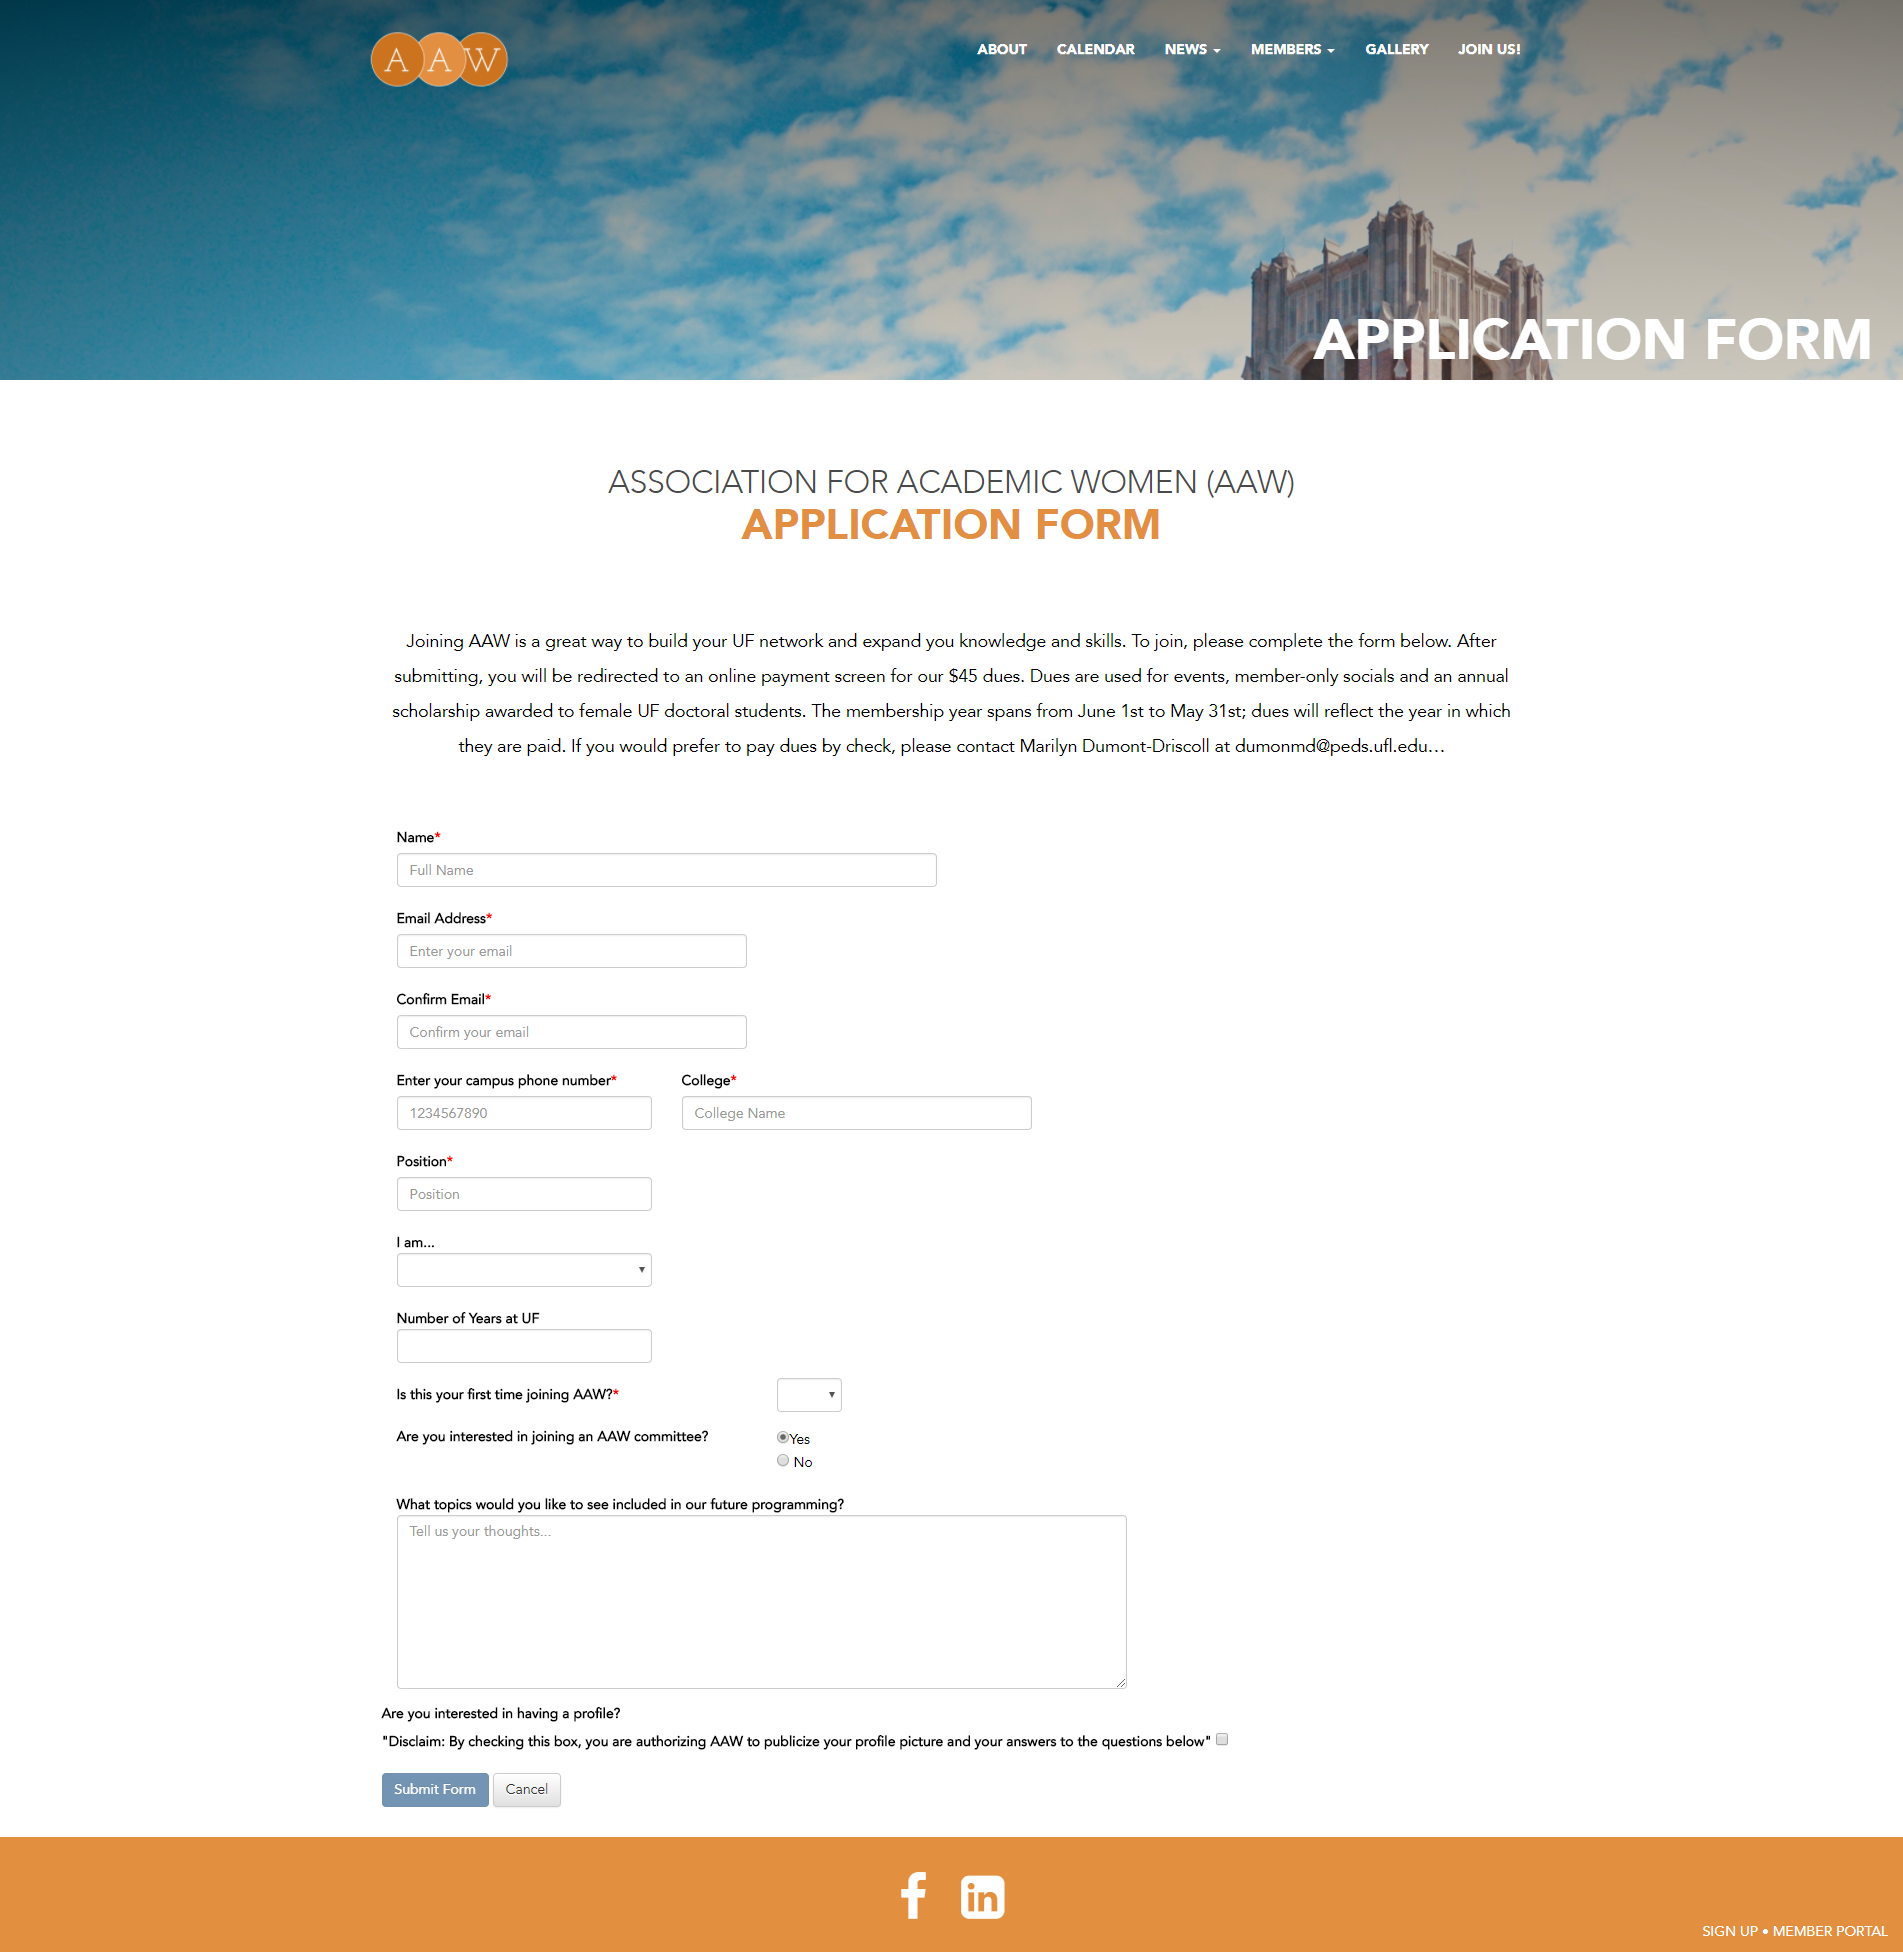 A A W
ABOUT CALENDAR NEWS MEMBERS GALLERY JOIN US!
APPLICATION FORM
ASSOCIATION FOR ACADEMIC WOMEN (AAW)
APPLICATION FORM
Joining AAW is a great way to build your UF network and expand you knowledge and skills. To join, please complete the form below. After
submitting, you will be redirected to an online payment screen for our $45 dues. Dues are used for events, member-only socials and an annual
scholarship awarded to female UF doctoral students. The membership year spans from June 1st to May 31st; dues will reflect the year in which
they are paid. If you would prefer to pay dues by check, please contact Marilyn Dumont-Driscoll at dumonmd@peds.ufl.edu…
Name*
Full Name
Email Address*
Enter your email
Confirm Email*
Confirm your email
Enter your campus phone number* College*
1234567890 College Name
Position*
Position
I am...
Number of Years at UF
Is this your first time joining AAW?*
Are you interested in joining an AAW committee? Yes
No
What topics would you like to see included in our future programming?
Tell us your thoughts...
Are you interested in having a profile?
"Disclaim: By checking this box, you are authorizing AAW to publicize your profile picture and your answers to the questions below"
Submit Form Cancel
f in
SIGN UP • MEMBER PORTAL